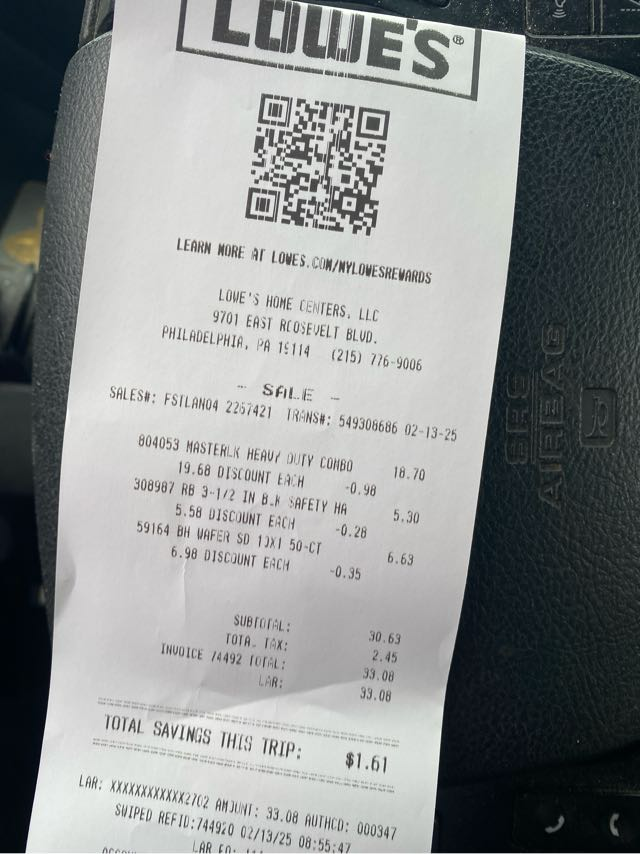 LOWE'S®
LEARN MORE AT LOWES.COM/MYLOWESREWARDS
LOWE'S HOME CENTERS, LLC
9701 EAST ROOSEVELT BLVD.
PHILADELPHIA, PA 19114 (215) 776-9006
- SALE -
SALES#: FSTLAN04 2267421 TRANS#: 549308686 02-13-25
804053 MASTERLK HEAVY DUTY COMBO 18.70
19.68 DISCOUNT EACH -0.98
308987 RB 3-1/2 IN BLK SAFETY HA 5.30
5.58 DISCOUNT EACH -0.28
59164 BH WAFER SD 10X1 50-CT 6.63
6.98 DISCOUNT EACH -0.35
SUBTOTAL: 30.63
TOTAL TAX: 2.45
INVOICE 74492 TOTAL: 33.08
LAR: 33.08
TOTAL SAVINGS THIS TRIP: $1.61
LAR: XXXXXXXXXXXX2702 AMOUNT: 33.08 AUTHCD: 000347
SWIPED REFID:744920 02/13/25 08:55:47
SRS
AIRBAG